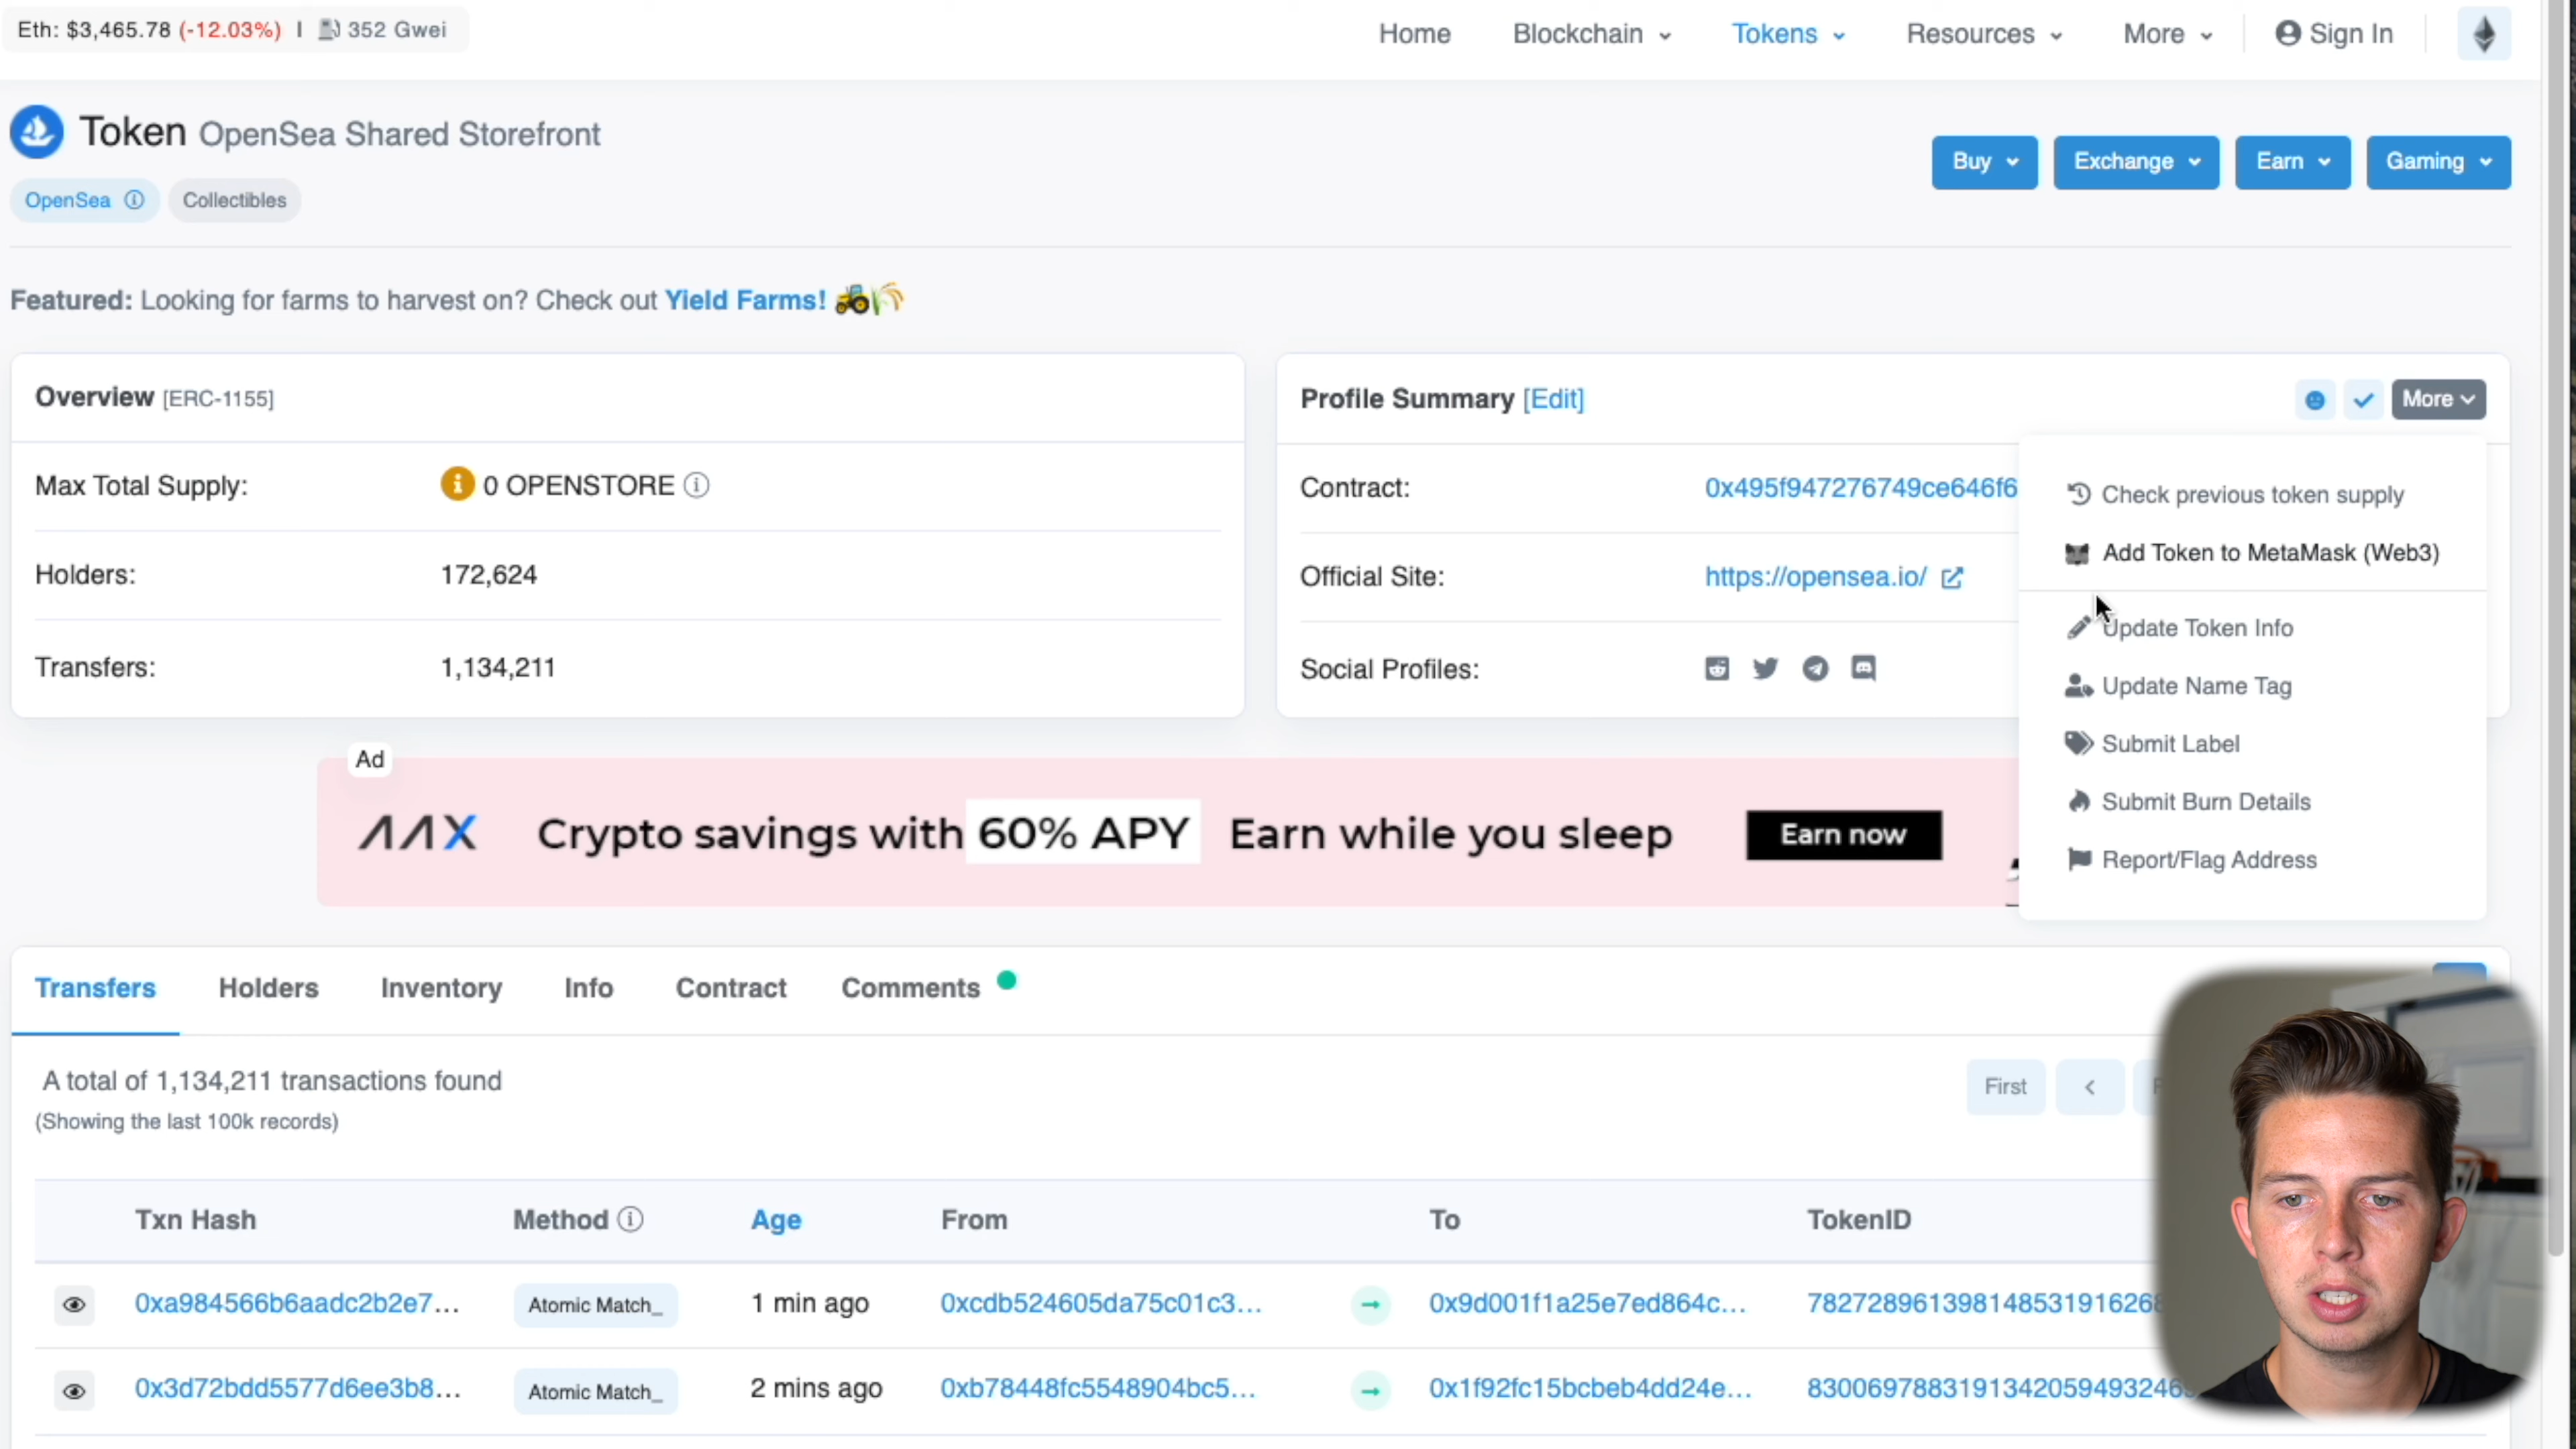 Eth: $3,465.78 (-12.03%) | 352 Gwei
Home Blockchain Tokens Resources More Sign In
Token OpenSea Shared Storefront
Buy Exchange Earn Gaming
OpenSea Collectibles
Featured: Looking for farms to harvest on? Check out Yield Farms!
Overview [ERC-1155]
Max Total Supply: 0 OPENSTORE
Holders: 172,624
Transfers: 1,134,211
Profile Summary [Edit]
More
Contract: 0x495f947276749ce646f6
Official Site: https://opensea.io/
Social Profiles:
Check previous token supply
Add Token to MetaMask (Web3)
Update Token Info
Update Name Tag
Submit Label
Submit Burn Details
Report/Flag Address
Ad
AAX Crypto savings with 60% APY Earn while you sleep Earn now
Transfers Holders Inventory Info Contract Comments
A total of 1,134,211 transactions found
(Showing the last 100k records)
First <
Txn Hash Method Age From To TokenID
0xa984566b6aadc2b2e7... Atomic Match_ 1 min ago 0xcdb524605da75c01c3... 0x9d001f1a25e7ed864c... 782728961398148531916268
0x3d72bdd5577d6ee3b8... Atomic Match_ 2 mins ago 0xb78448fc5548904bc5... 0x1f92fc15bcbeb4dd24e... 830069788319134205949324